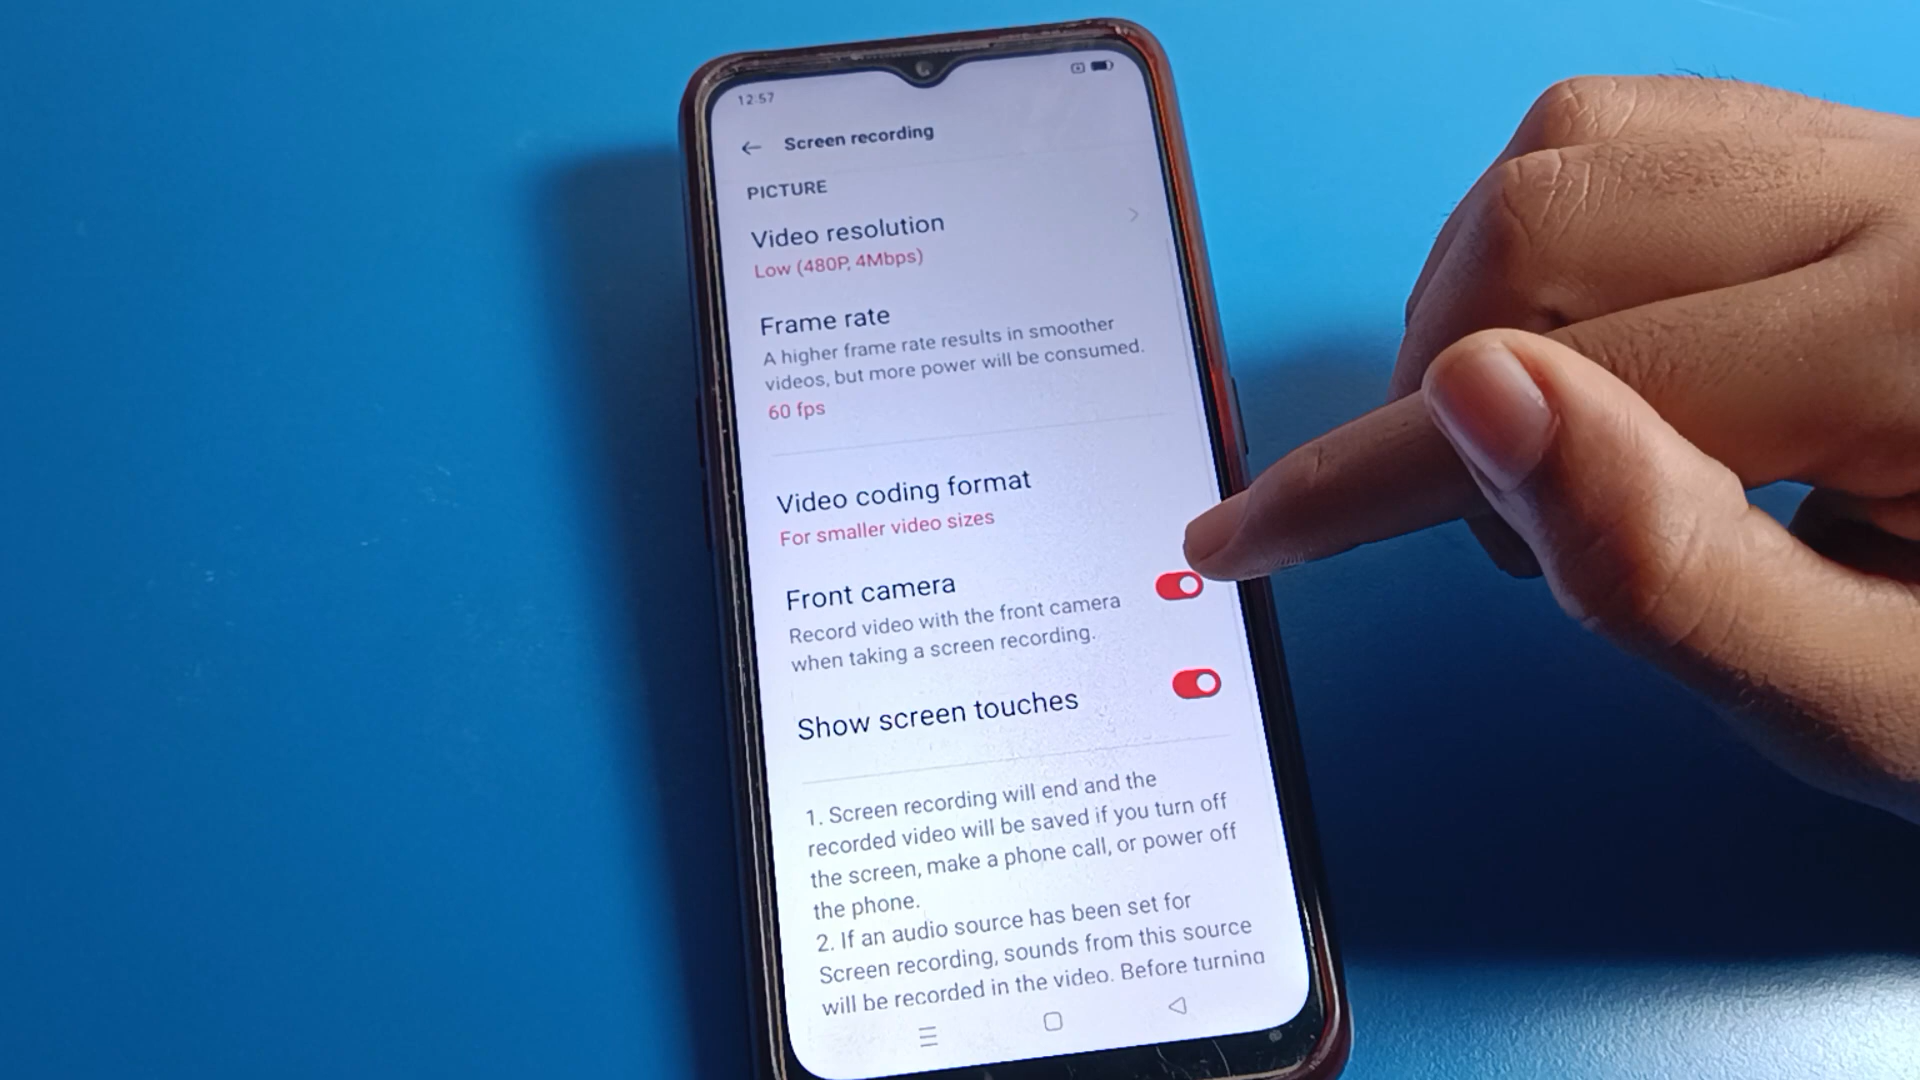 12:57
Screen recording
PICTURE
Video resolution
Low (480P, 4Mbps)
Frame rate
A higher frame rate results in smoother
videos, but more power will be consumed.
60 fps
Video coding format
For smaller video sizes
Front camera
Record video with the front camera
when taking a screen recording.
Show screen touches
1. Screen recording will end and the
recorded video will be saved if you turn off
the screen, make a phone call, or power off
the phone.
2. If an audio source has been set for
Screen recording, sounds from this source
will be recorded in the video. Before turning